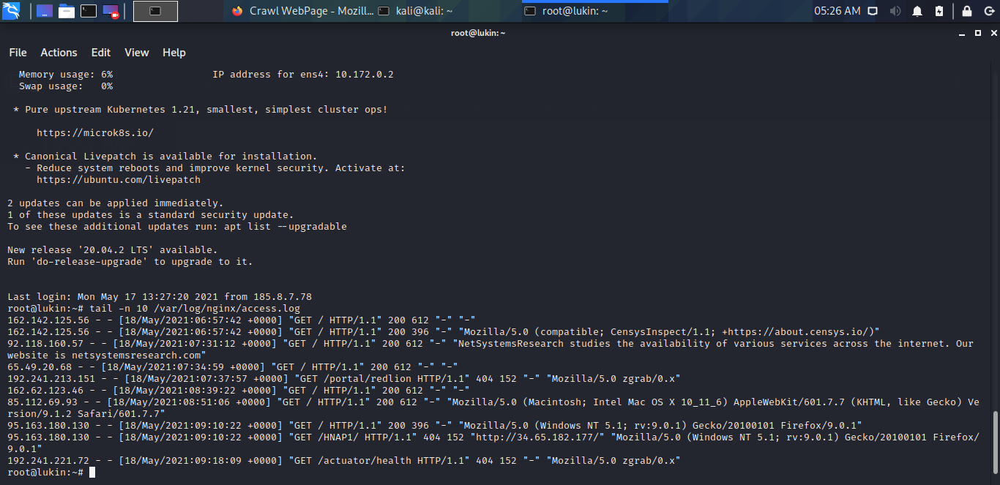 Crawl WebPage - Mozill...
kali@kali: ~
root@lukin: ~
05:26 AM
root@lukin: ~
File Actions Edit View Help
Memory usage: 6% IP address for ens4: 10.172.0.2
Swap usage: 0%
* Pure upstream Kubernetes 1.21, smallest, simplest cluster ops!
https://microk8s.io/
* Canonical Livepatch is available for installation.
- Reduce system reboots and improve kernel security. Activate at:
https://ubuntu.com/livepatch
2 updates can be applied immediately.
1 of these updates is a standard security update.
To see these additional updates run: apt list --upgradable
New release '20.04.2 LTS' available.
Run 'do-release-upgrade' to upgrade to it.
Last login: Mon May 17 13:27:20 2021 from 185.8.7.78
root@lukin:~# tail -n 10 /var/log/nginx/access.log
162.142.125.56 - - [18/May/2021:06:57:42 +0000] "GET / HTTP/1.1" 200 612 "-" "-"
162.142.125.56 - - [18/May/2021:06:57:42 +0000] "GET / HTTP/1.1" 200 396 "-" "Mozilla/5.0 (compatible; CensysInspect/1.1; +https://about.censys.io/)"
92.118.160.57 - - [18/May/2021:07:31:12 +0000] "GET / HTTP/1.1" 200 612 "-" "NetSystemsResearch studies the availability of various services across the internet. Our
website is netsystemsresearch.com"
65.49.20.68 - - [18/May/2021:07:34:59 +0000] "GET / HTTP/1.1" 200 612 "-" "-"
192.241.213.151 - - [18/May/2021:07:37:57 +0000] "GET /portal/redlion HTTP/1.1" 404 152 "-" "Mozilla/5.0 zgrab/0.x"
162.62.123.46 - - [18/May/2021:08:39:22 +0000] "GET / HTTP/1.1" 200 612 "-" "-"
85.112.69.93 - - [18/May/2021:08:51:06 +0000] "GET / HTTP/1.1" 200 612 "-" "Mozilla/5.0 (Macintosh; Intel Mac OS X 10_11_6) AppleWebKit/601.7.7 (KHTML, like Gecko) Ve
rsion/9.1.2 Safari/601.7.7"
95.163.180.130 - - [18/May/2021:09:10:22 +0000] "GET / HTTP/1.1" 200 396 "-" "Mozilla/5.0 (Windows NT 5.1; rv:9.0.1) Gecko/20100101 Firefox/9.0.1"
95.163.180.130 - - [18/May/2021:09:10:22 +0000] "GET /HNAP1/ HTTP/1.1" 404 152 "http://34.65.182.177/" "Mozilla/5.0 (Windows NT 5.1; rv:9.0.1) Gecko/20100101 Firefox/
9.0.1"
192.241.221.72 - - [18/May/2021:09:18:09 +0000] "GET /actuator/health HTTP/1.1" 404 152 "-" "Mozilla/5.0 zgrab/0.x"
root@lukin:~#